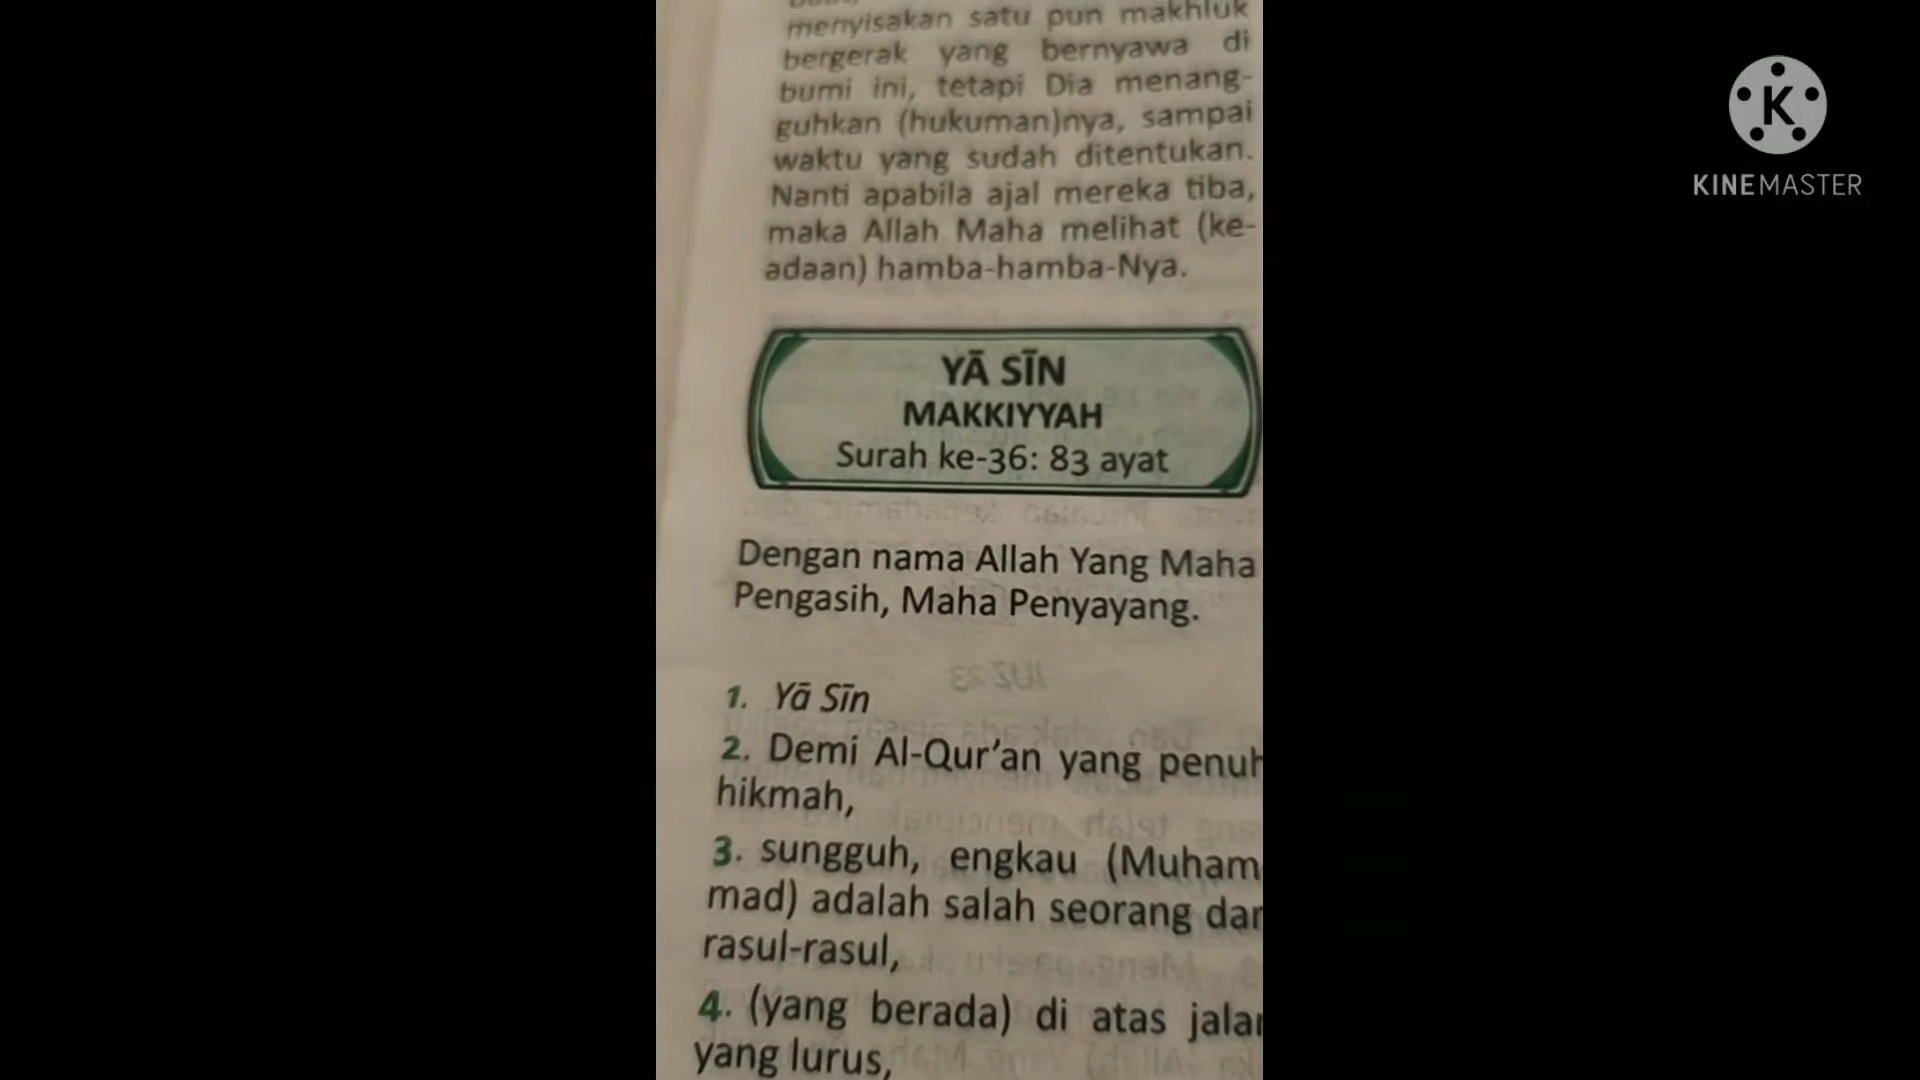 menyisakan satu pun makhluk
bergerak yang bernyawa di
bumi ini, tetapi Dia menang-
guhkan (hukuman)nya, sampai
waktu yang sudah ditentukan.
Nanti apabila ajal mereka tiba,
maka Allah Maha melihat (ke-
adaan) hamba-hamba-Nya.
YĀ SĪN
MAKKIYYAH
Surah ke-36: 83 ayat
Dengan nama Allah Yang Maha
Pengasih, Maha Penyayang.
JUZ 23
1. Yā Sīn
2. Demi Al-Qur’an yang penuh
hikmah,
3. sungguh, engkau (Muham-
mad) adalah salah seorang dar
rasul-rasul,
4. (yang berada) di atas jalan
yang lurus,
K
KINEMASTER